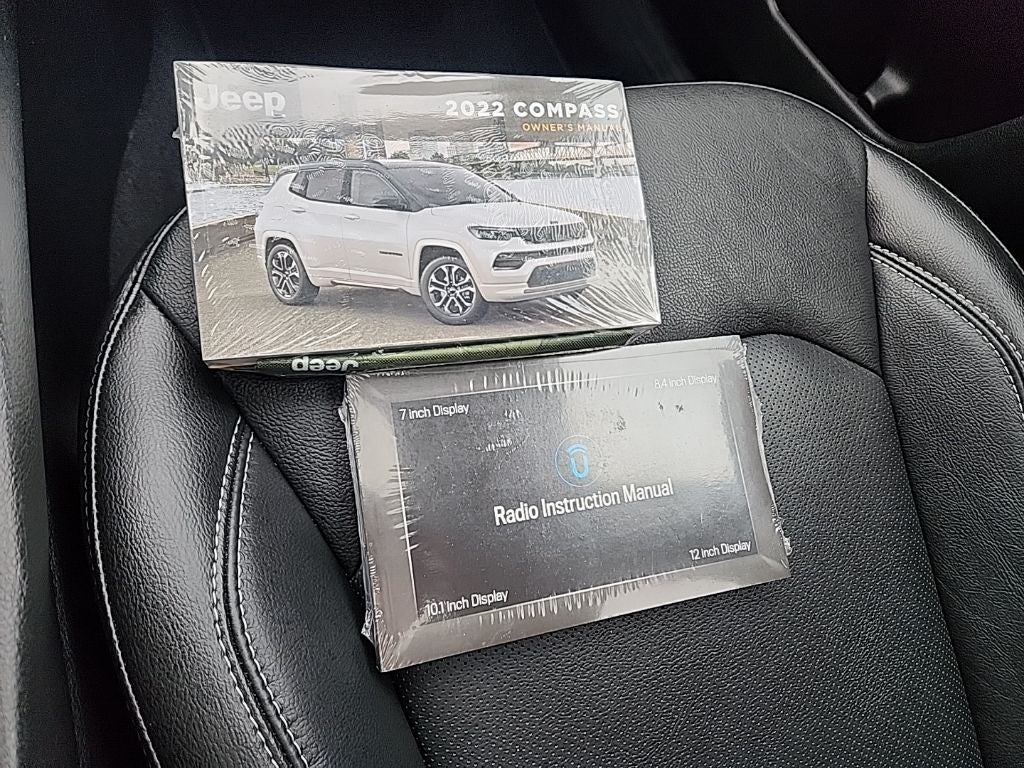 Jeep
2022 COMPASS
OWNER'S MANUAL
Jeep
7 inch Display
8.4 inch Display
Radio Instruction Manual
10.1 inch Display
12 inch Display